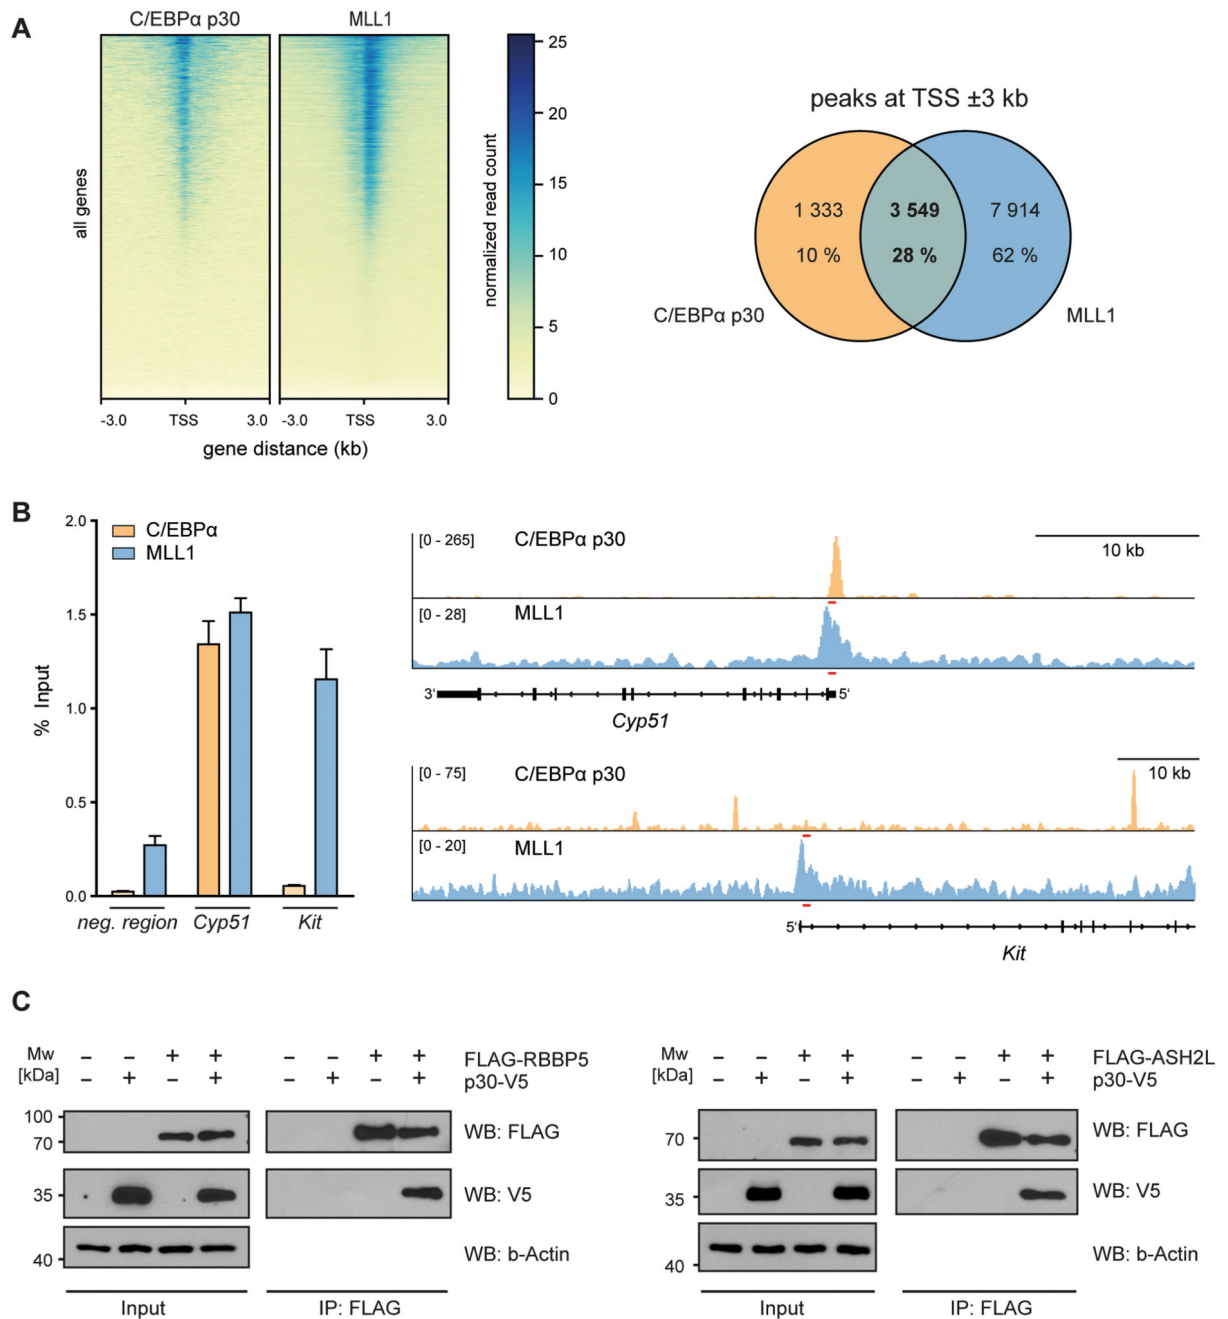 A
C/EBPα p30
MLL1
all genes
-3.0
TSS
3.0
-3.0
TSS
3.0
gene distance (kb)
normalized read count
25
20
15
10
5
0
peaks at TSS ±3 kb
1 333
3 549
7 914
10 %
28 %
62 %
C/EBPα p30
MLL1
B
% Input
2.0
1.5
1.0
0.5
0.0
C/EBPα
MLL1
neg. region
Cyp51
Kit
[0 - 265]
C/EBPα p30
10 kb
[0 - 28]
MLL1
3'
5'
Cyp51
[0 - 75]
C/EBPα p30
10 kb
[0 - 20]
MLL1
5'
Kit
C
Mw
[kDa]
– – + + – – + + FLAG-RBBP5
– + – + – + – + p30-V5
100
70
WB: FLAG
35
WB: V5
40
WB: b-Actin
Input
IP: FLAG
Mw
[kDa]
– – + + – – + + FLAG-ASH2L
– + – + – + – + p30-V5
70
WB: FLAG
35
WB: V5
40
WB: b-Actin
Input
IP: FLAG